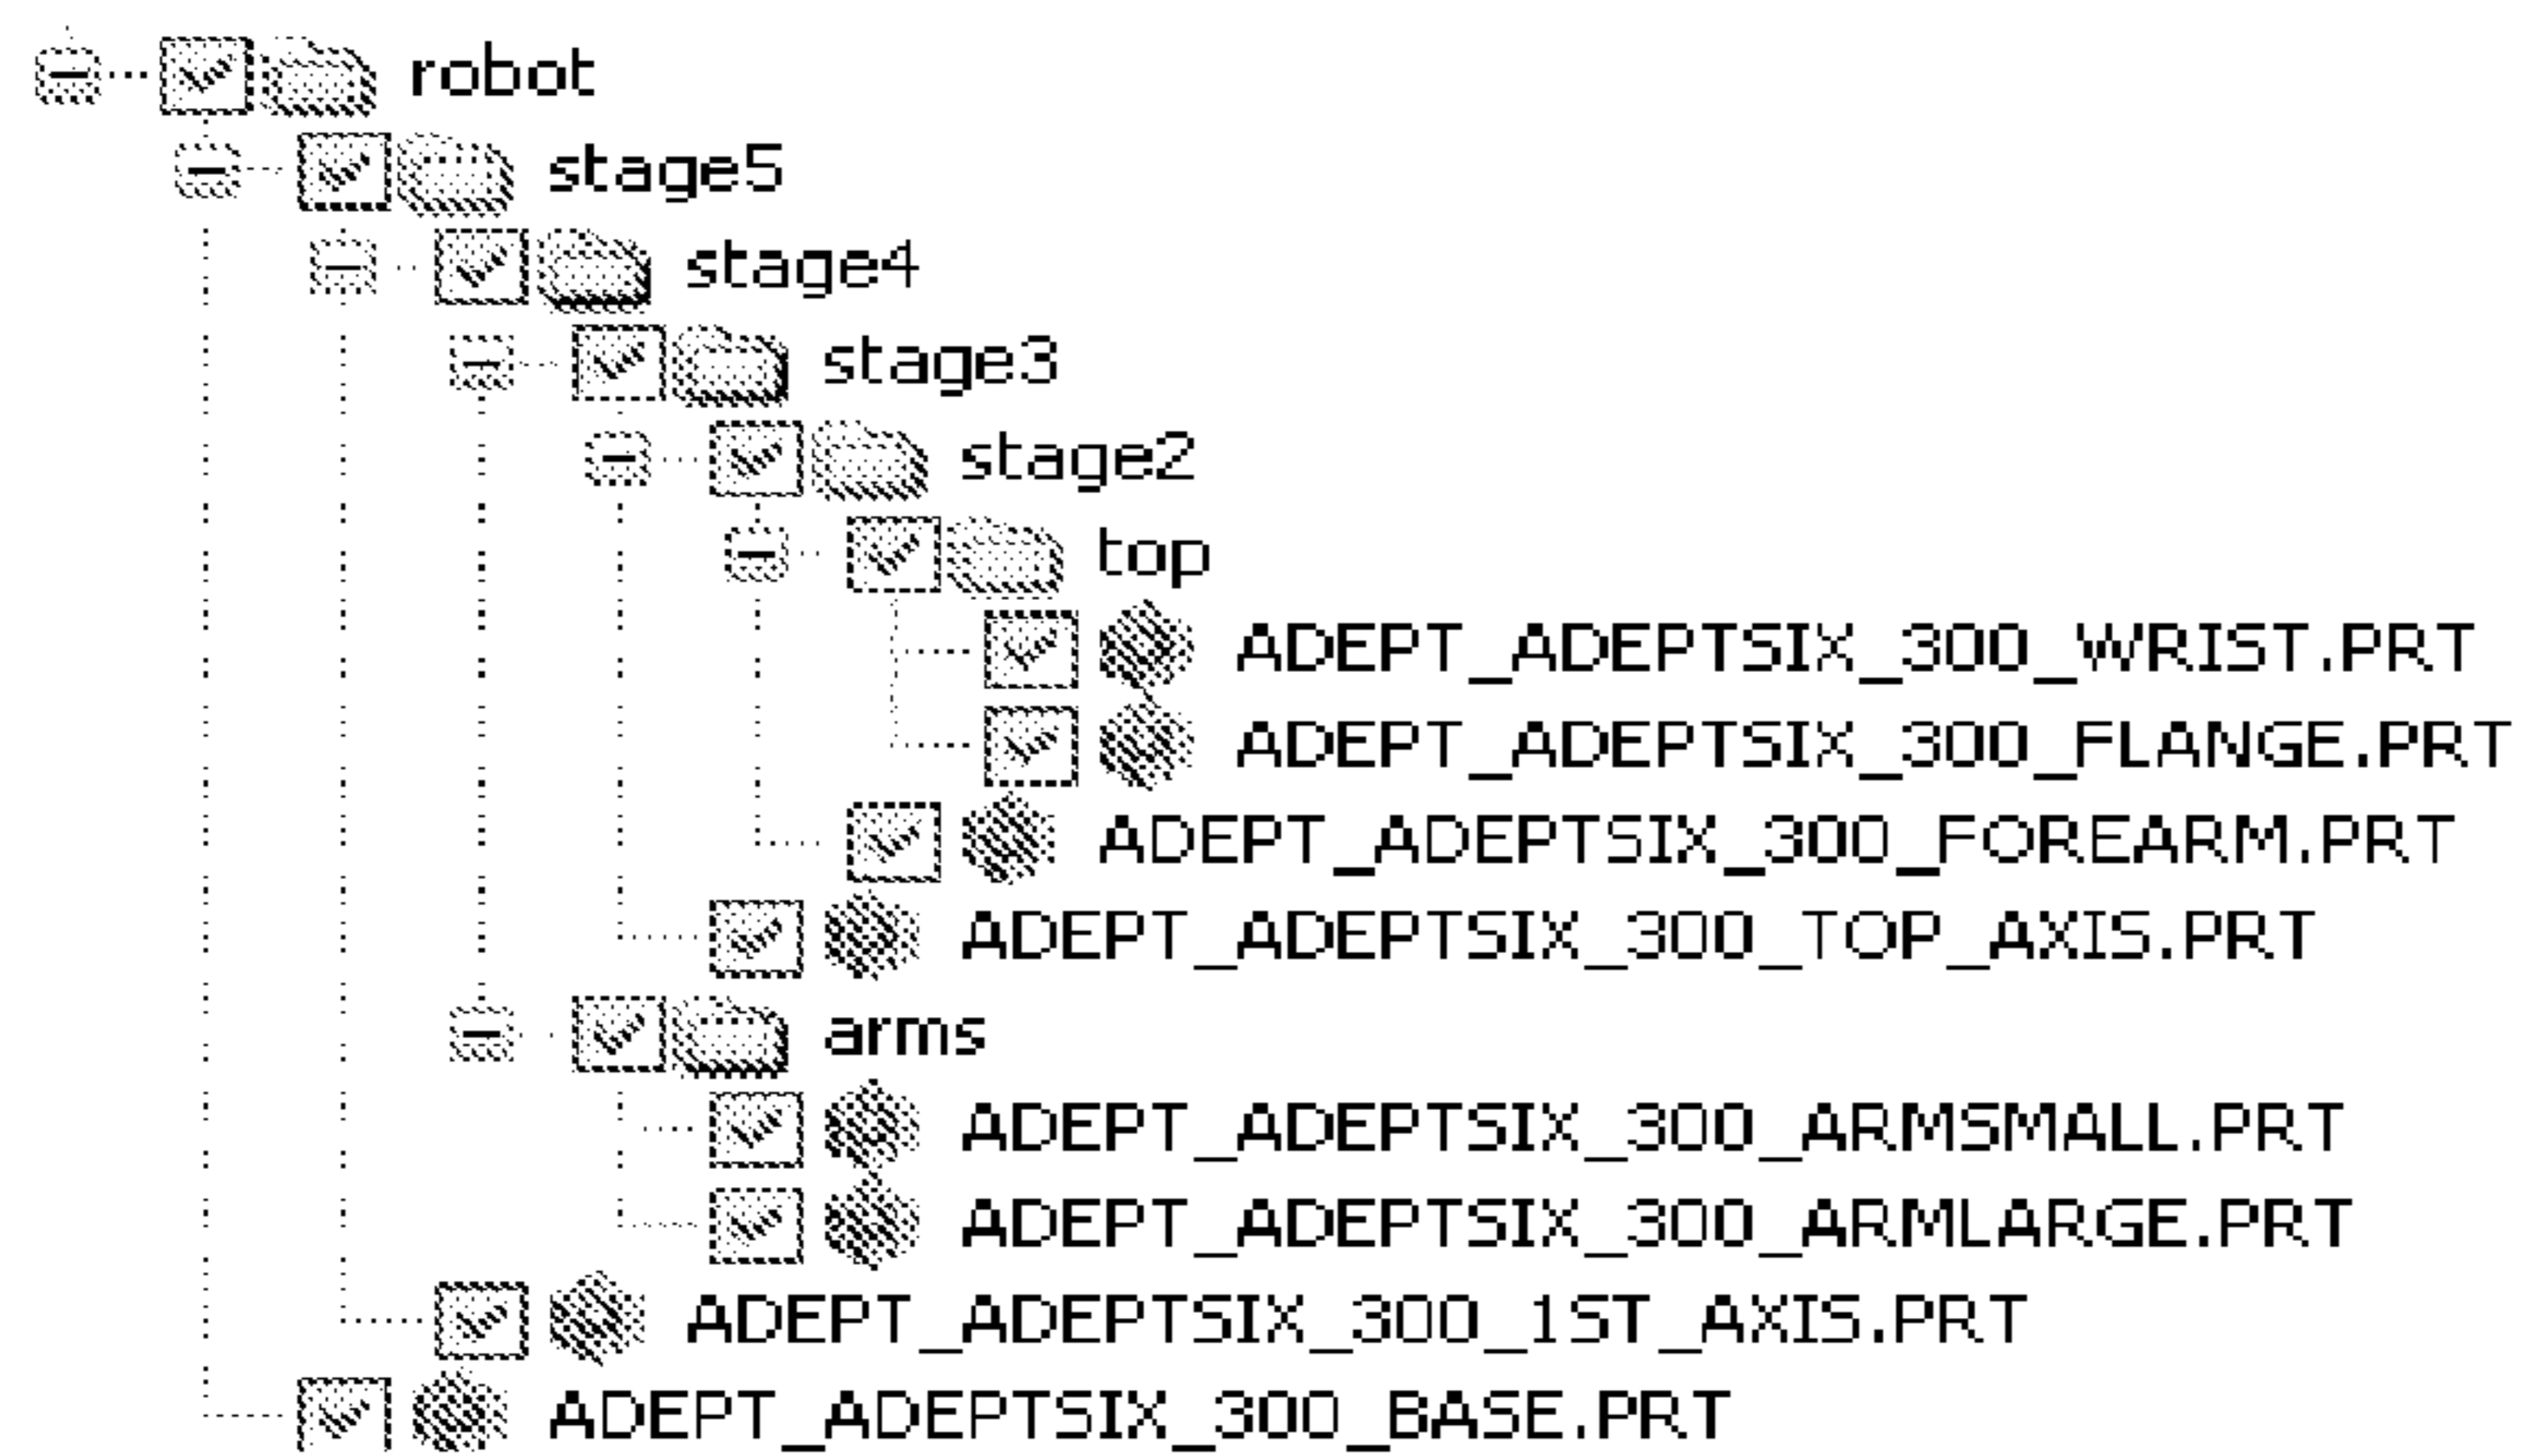 robot
stage5
stage4
stage3
stage2
top
ADEPT_ADEPTSIX_300_WRIST.PRT
ADEPT_ADEPTSIX_300_FLANGE.PRT
ADEPT_ADEPTSIX_300_FOREARM.PRT
ADEPT_ADEPTSIX_300_TOP_AXIS.PRT
arms
ADEPT_ADEPTSIX_300_ARMSMALL.PRT
ADEPT_ADEPTSIX_300_ARMLARGE.PRT
ADEPT_ADEPTSIX_300_1ST_AXIS.PRT
ADEPT_ADEPTSIX_300_BASE.PRT